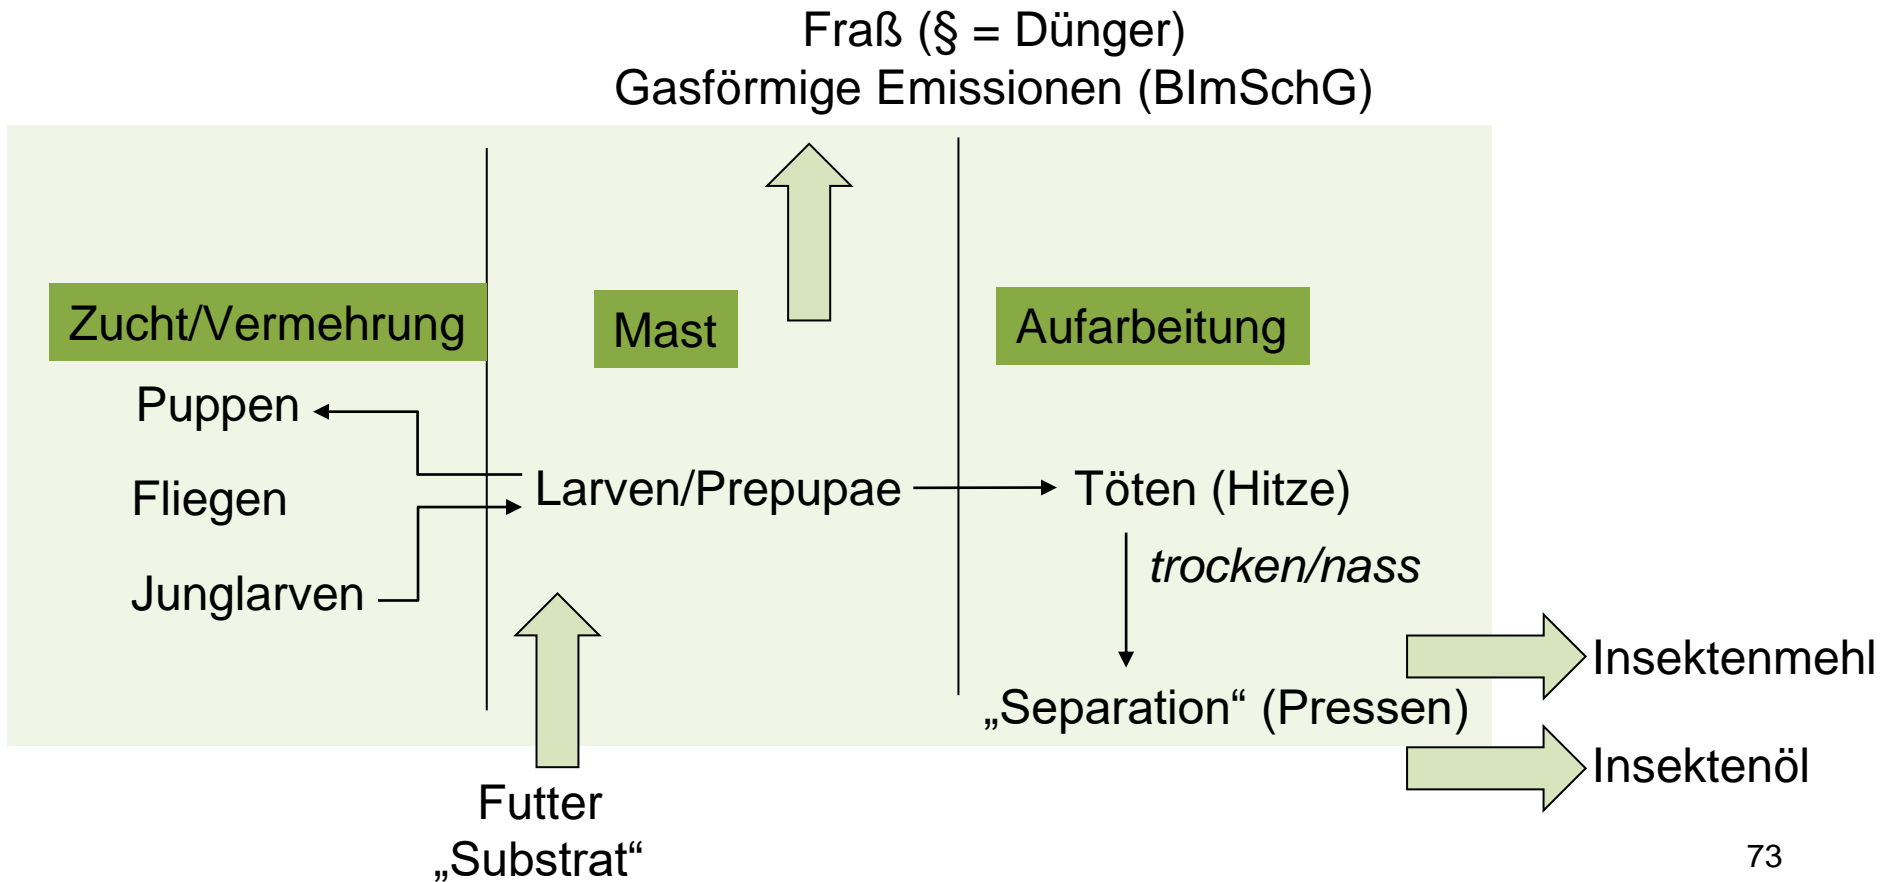 Fraß (§ = Dünger)
Gasförmige Emissionen (BImSchG)
Zucht/Vermehrung
Mast
Aufarbeitung
Puppen
Fliegen
Junglarven
Larven/Prepupae
Töten (Hitze)
trocken/nass
„Separation“ (Pressen)
Insektenmehl
Insektenöl
Futter
„Substrat“
73